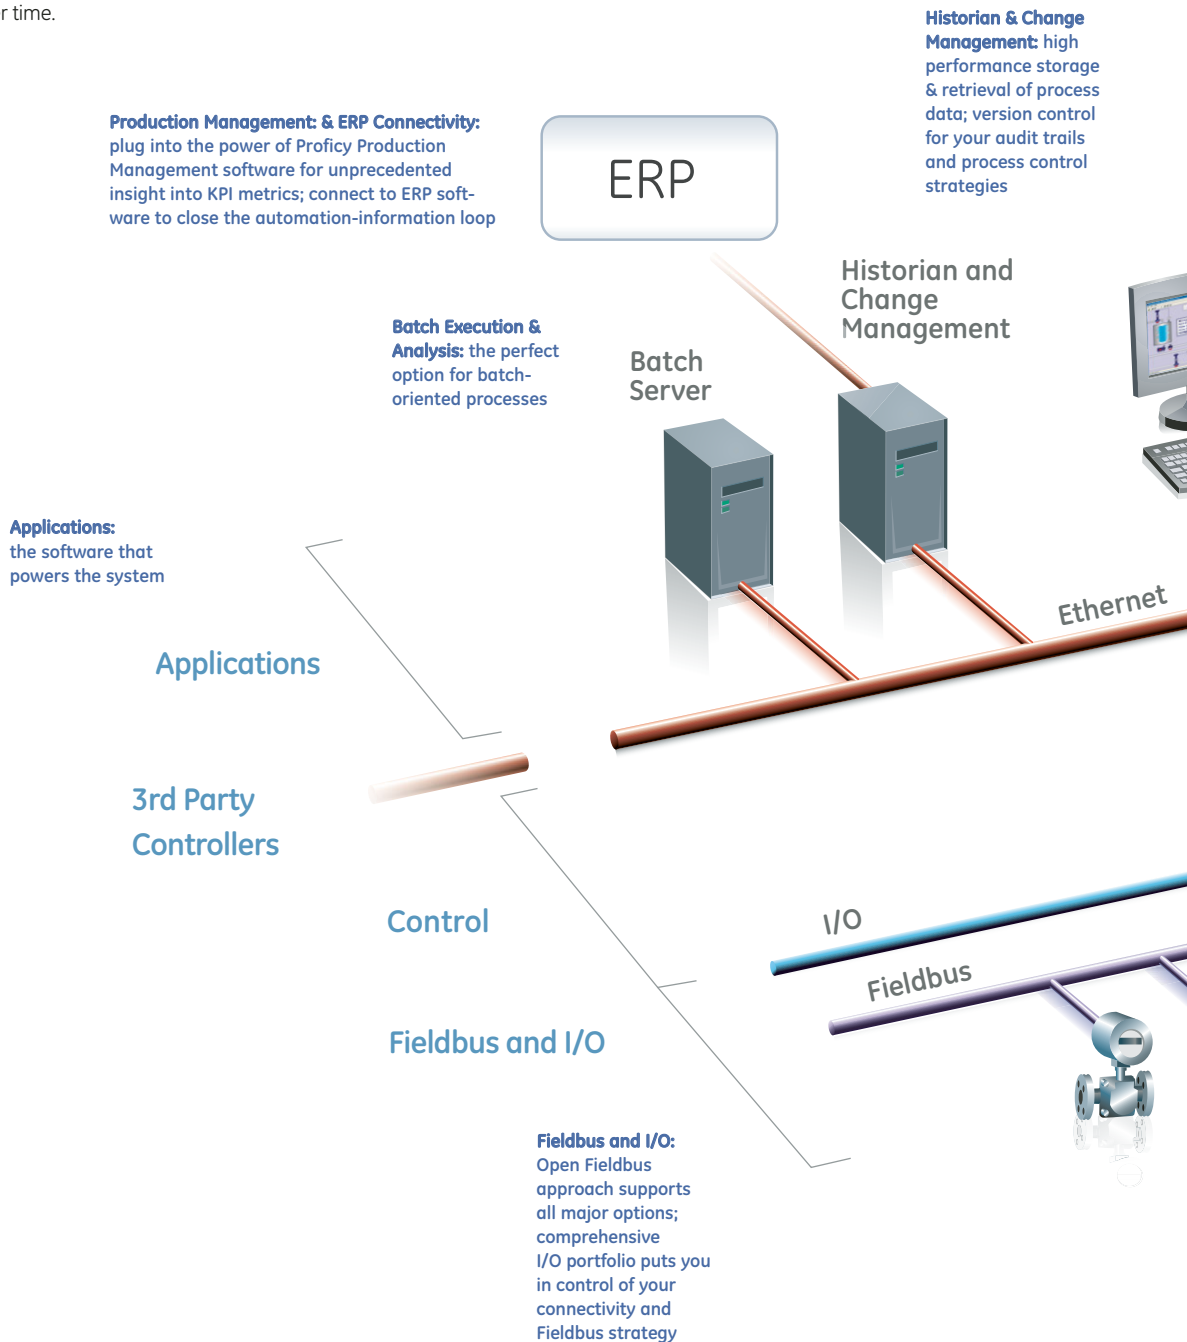 r time.
Historian & Change
Management: high
performance storage
& retrieval of process
data; version control
for your audit trails
and process control
strategies
Production Management: & ERP Connectivity:
plug into the power of Proficy Production
Management software for unprecedented
insight into KPI metrics; connect to ERP soft-
ware to close the automation-information loop
ERP
Historian and
Change
Management
Batch Execution &
Analysis: the perfect
option for batch-
oriented processes
Batch
Server
Applications:
the software that
powers the system
Ethernet
Applications
3rd Party
Controllers
Control
I/O
Fieldbus
Fieldbus and I/O
Fieldbus and I/O:
Open Fieldbus
approach supports
all major options;
comprehensive
I/O portfolio puts you
in control of your
connectivity and
Fieldbus strategy